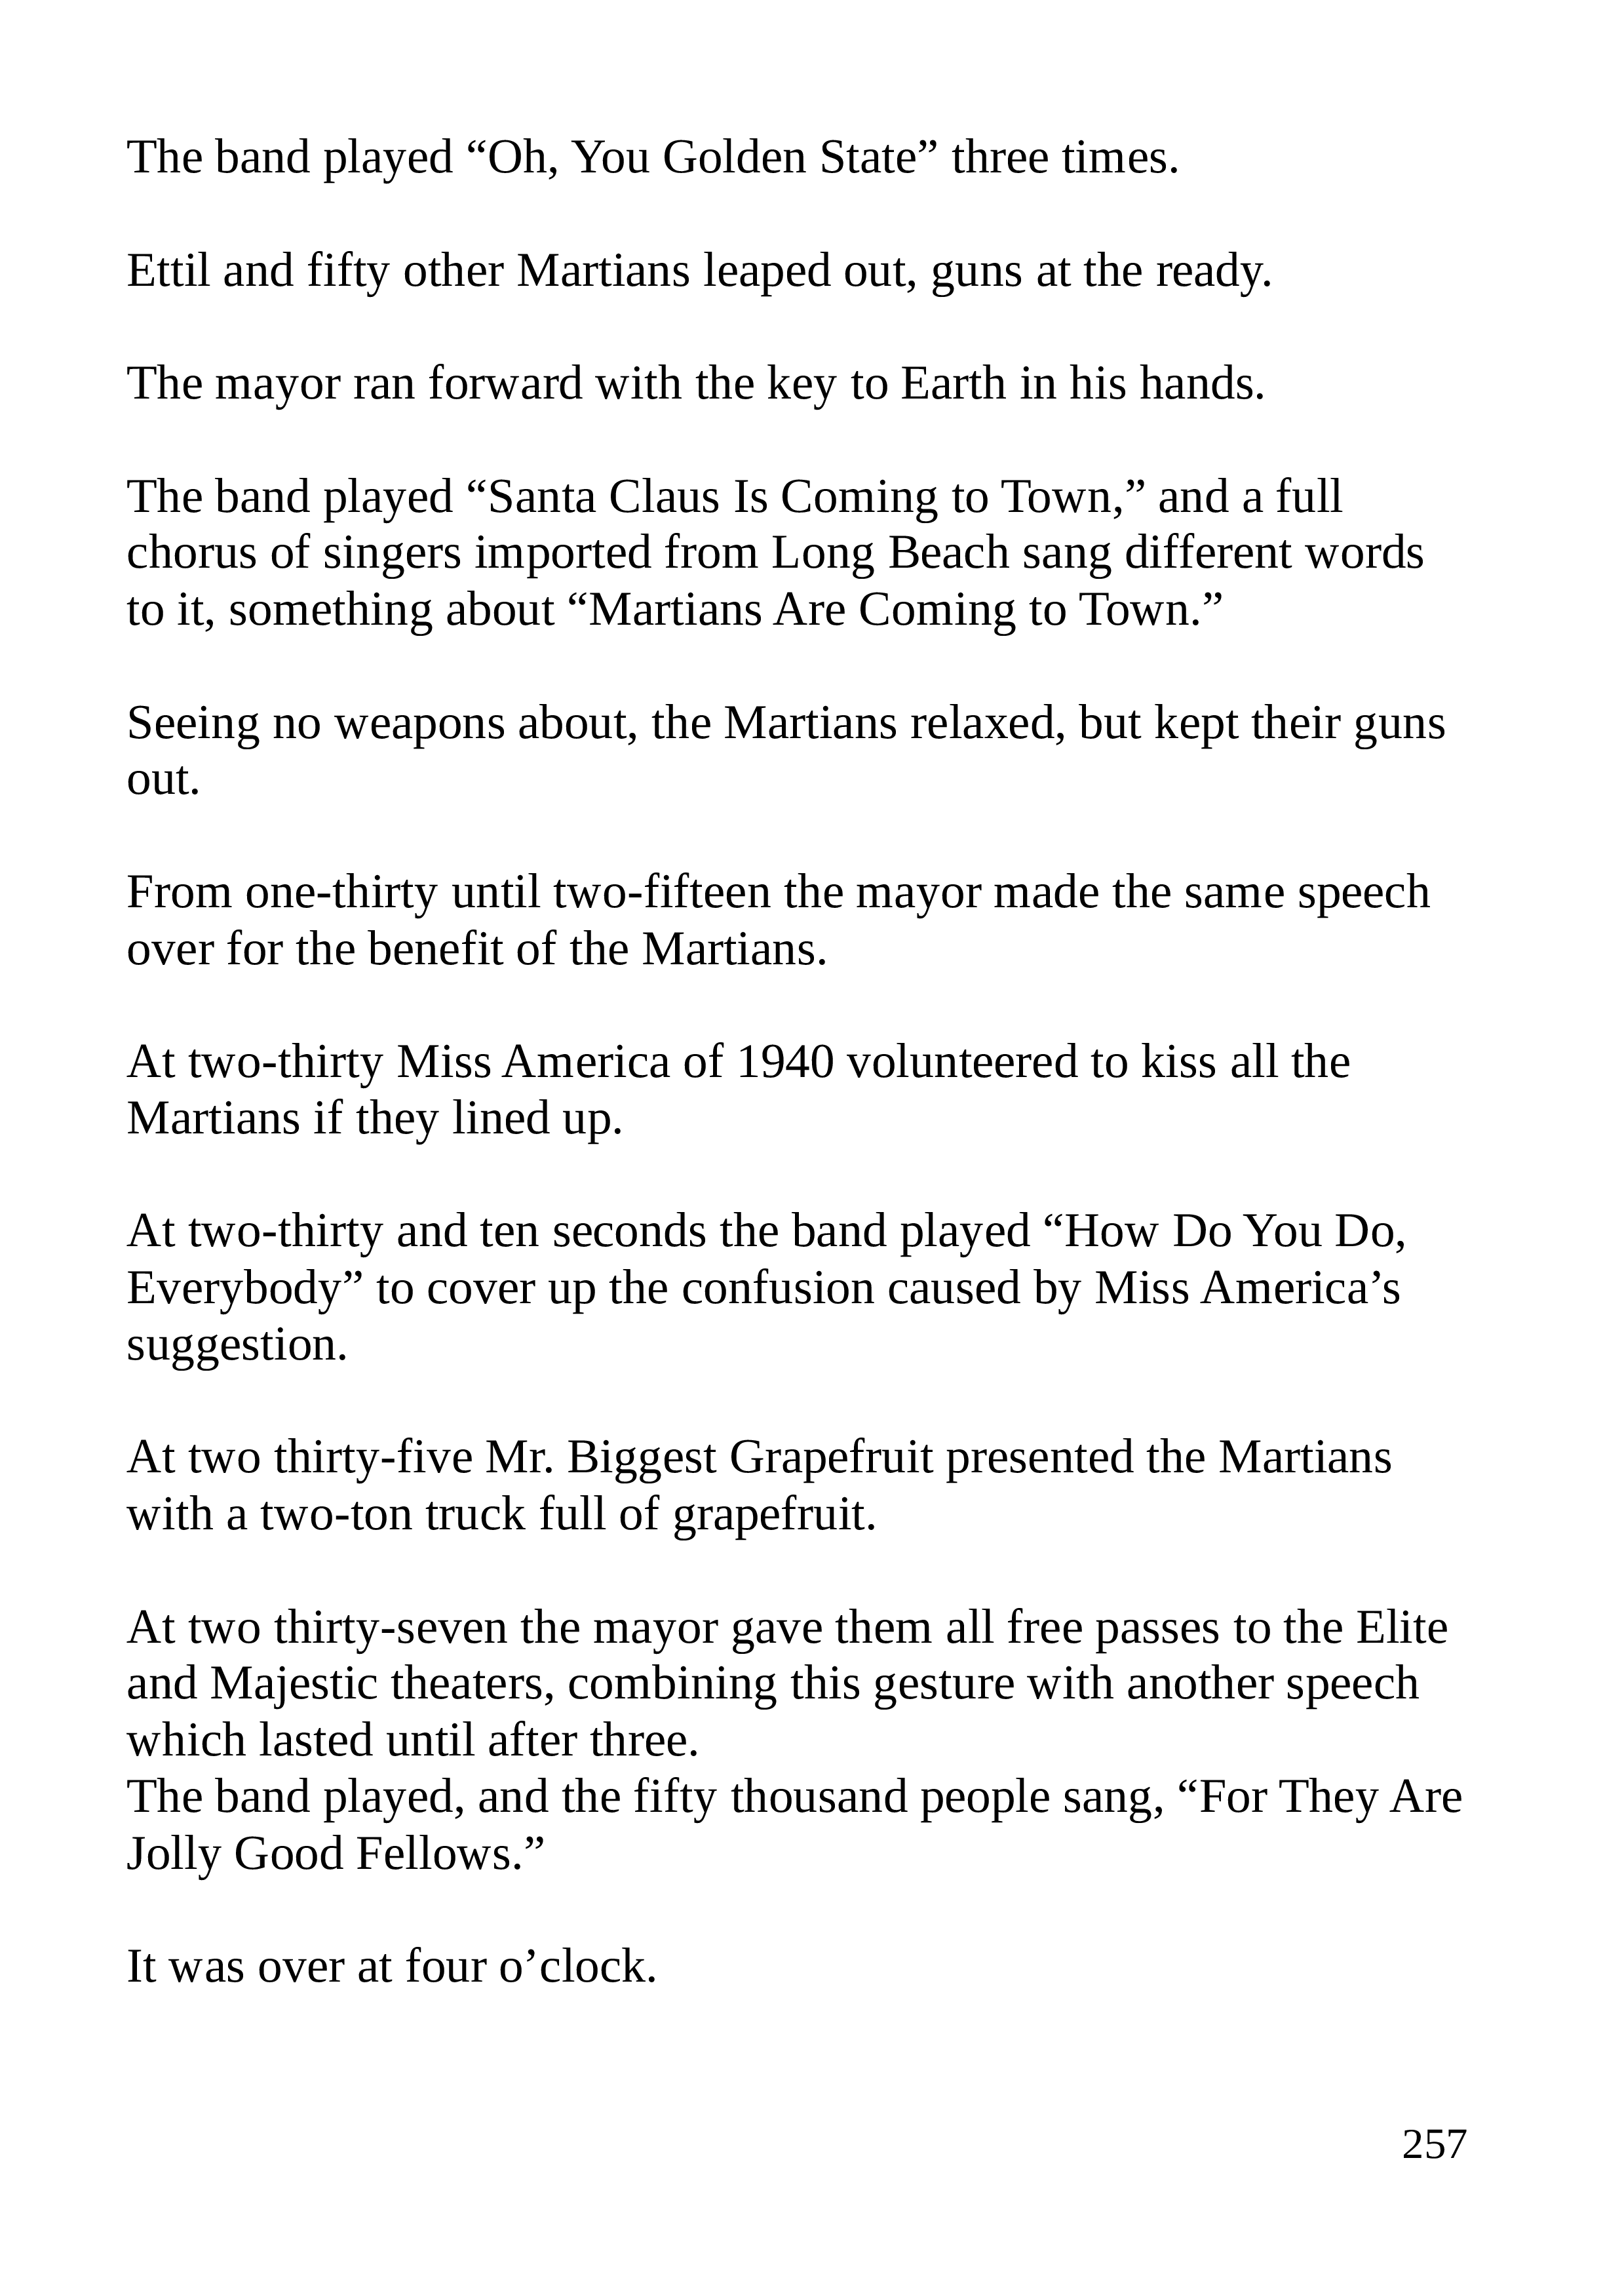 The band played “Oh, You Golden State” three times.
Ettil and fifty other Martians leaped out, guns at the ready.
The mayor ran forward with the key to Earth in his hands.
The band played “Santa Claus Is Coming to Town,” and a full
chorus of singers imported from Long Beach sang different words
to it, something about “Martians Are Coming to Town.”
Seeing no weapons about, the Martians relaxed, but kept their guns
out.
From one-thirty until two-fifteen the mayor made the same speech
over for the benefit of the Martians.
At two-thirty Miss America of 1940 volunteered to kiss all the
Martians if they lined up.
At two-thirty and ten seconds the band played “How Do You Do,
Everybody” to cover up the confusion caused by Miss America’s
suggestion.
At two thirty-five Mr. Biggest Grapefruit presented the Martians
with a two-ton truck full of grapefruit.
At two thirty-seven the mayor gave them all free passes to the Elite
and Majestic theaters, combining this gesture with another speech
which lasted until after three.
The band played, and the fifty thousand people sang, “For They Are
Jolly Good Fellows.”
It was over at four o’clock.
257